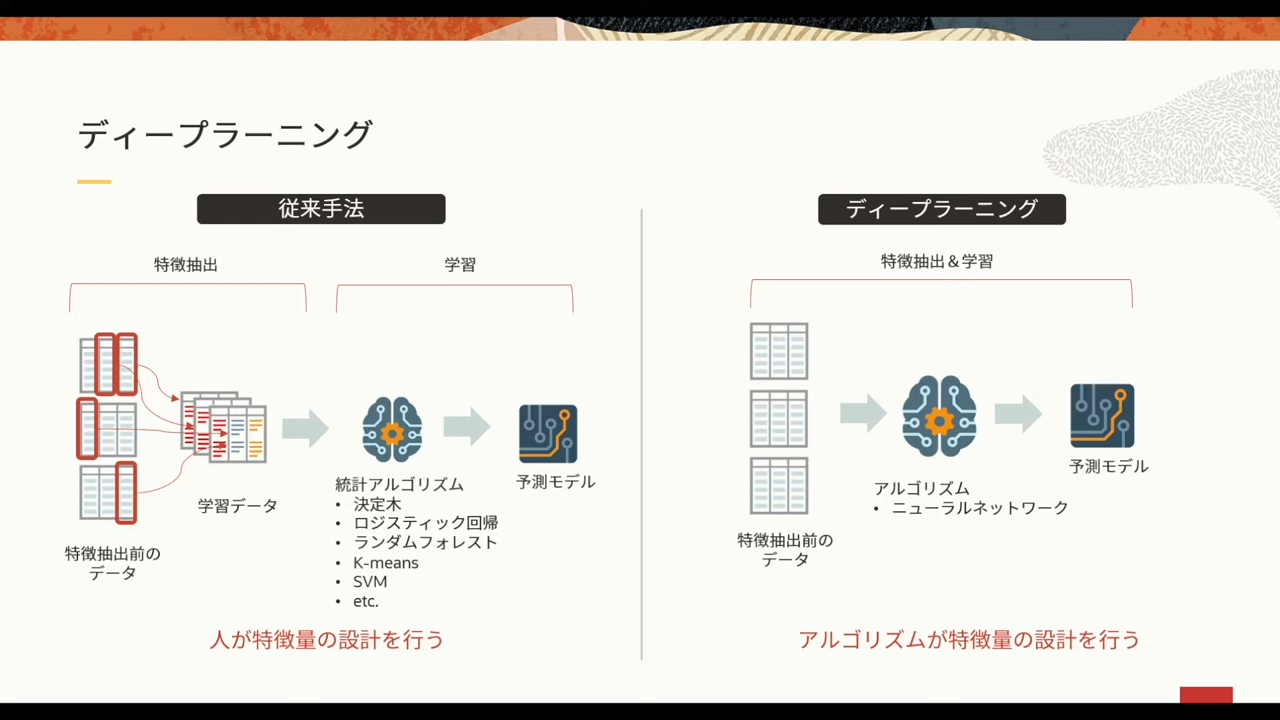 ディープラーニング
従来手法
特徴抽出
学習
学習データ
特徴抽出前の
データ
統計アルゴリズム
• 決定木
• ロジスティック回帰
• ランダムフォレスト
• K-means
• SVM
• etc.
予測モデル
人が特徴量の設計を行う
ディープラーニング
特徴抽出＆学習
特徴抽出前の
データ
アルゴリズム
• ニューラルネットワーク
予測モデル
アルゴリズムが特徴量の設計を行う